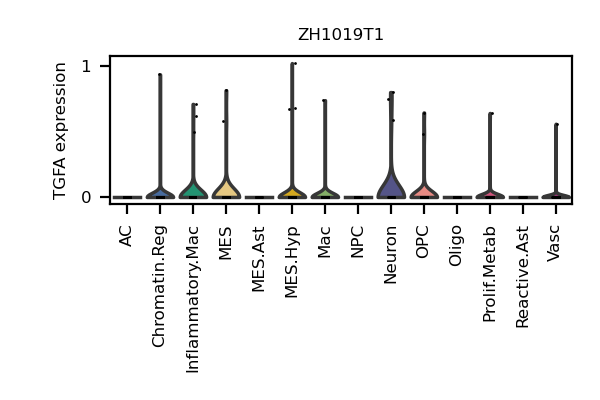 ZH1019T1
TGFA expression
1
0
AC
Chromatin.Reg
Inflammatory.Mac
MES
MES.Ast
MES.Hyp
Mac
NPC
Neuron
OPC
Oligo
Prolif.Metab
Reactive.Ast
Vasc